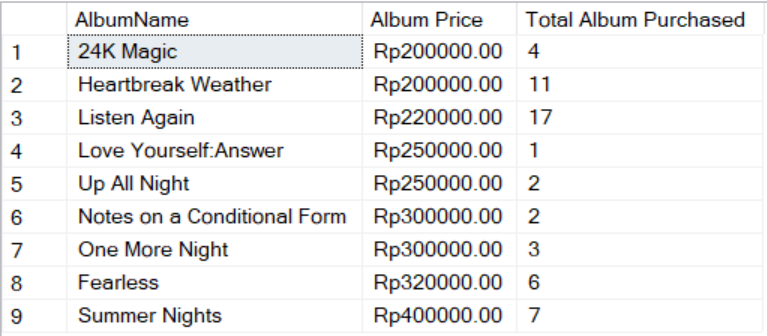 AlbumName Album Price Total Album Purchased
1 24K Magic Rp200000.00 4
2 Heartbreak Weather Rp200000.00 11
3 Listen Again Rp220000.00 17
4 Love Yourself:Answer Rp250000.00 1
5 Up All Night Rp250000.00 2
6 Notes on a Conditional Form Rp300000.00 2
7 One More Night Rp300000.00 3
8 Fearless Rp320000.00 6
9 Summer Nights Rp400000.00 7